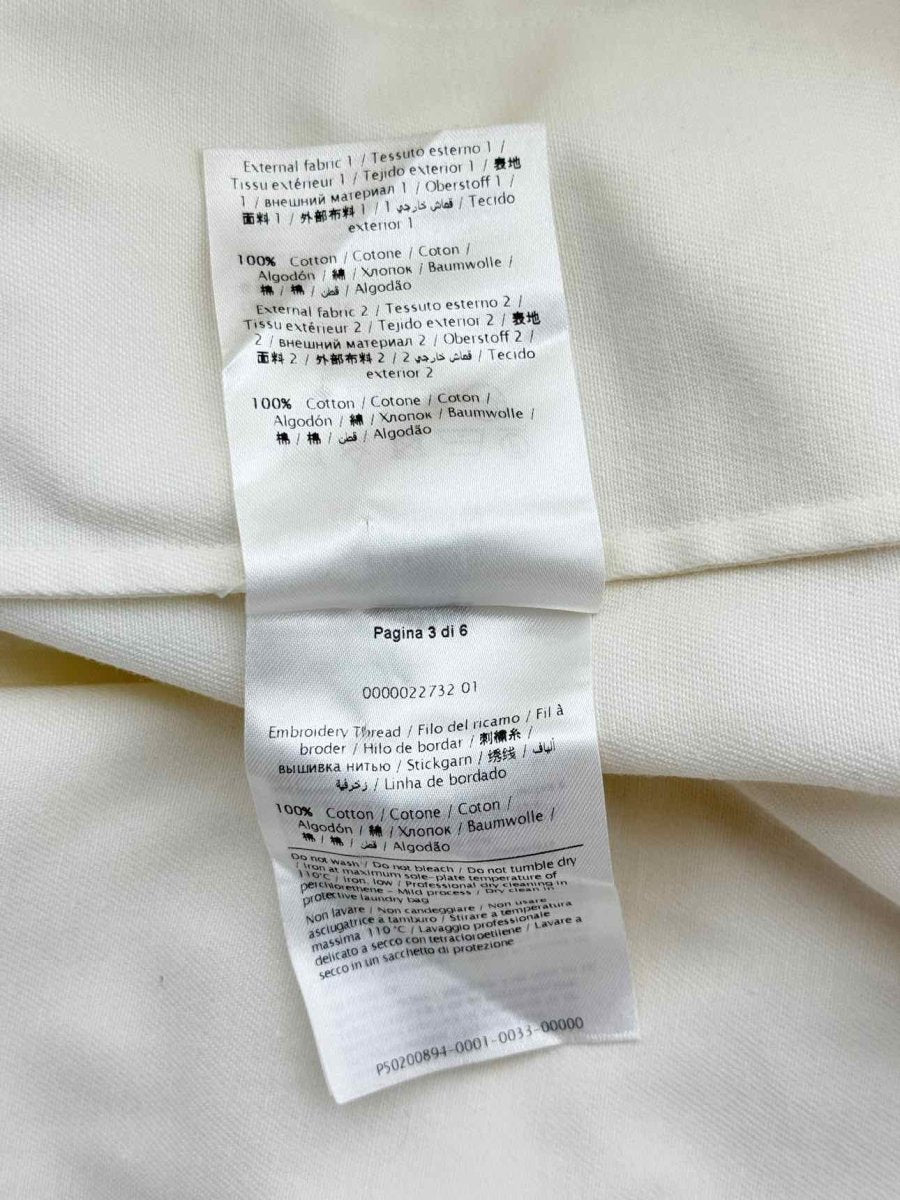 External fabric 1 / Tessuto esterno 1 /
Tissu extérieur 1 / Tejido exterior 1 / 表地
1 / внешний материал 1 / Oberstoff 1 /
面料 1 / 外部布料 1 / 1 قماش خارجي / Tecido
exterior 1
100% Cotton / Cotone / Coton /
Algodón / 綿 / Хлопок / Baumwolle /
棉 / 棉 / قطن / Algodão
External fabric 2 / Tessuto esterno 2 /
Tissu extérieur 2 / Tejido exterior 2 / 表地
2 / внешний материал 2 / Oberstoff 2 /
面料 2 / 外部布料 2 / 2 قماش خارجي / Tecido
exterior 2
100% Cotton / Cotone / Coton /
Algodón / 綿 / Хлопок / Baumwolle /
棉 / 棉 / قطن / Algodão
Pagina 3 di 6
0000022732 01
Embroidery Thread / Filo del ricamo / Fil à
broder / Hilo de bordar / 刺繍糸 /
вышивка нитью / Stickgarn / 绣线 / ألياف
زخرفية / Linha de bordado
100% Cotton / Cotone / Coton /
Algodón / 綿 / Хлопок / Baumwolle /
棉 / 棉 / قطن / Algodão
Do not wash / Do not bleach / Do not tumble dry
/ Iron at maximum sole-plate temperature of
110°C / Iron, low / Professional dry cleaning in
perchlorethene - Mild process / Dry clean in
protective laundry bag
Non lavare / Non candeggiare / Non usare
asciugatrice a tamburo / Stirare a temperatura
massima 110°C / Lavaggio professionale
delicato a secco con tetracloroetilene / Lavare a
secco in un sacchetto di protezione
P50200894-0001-0033-00000